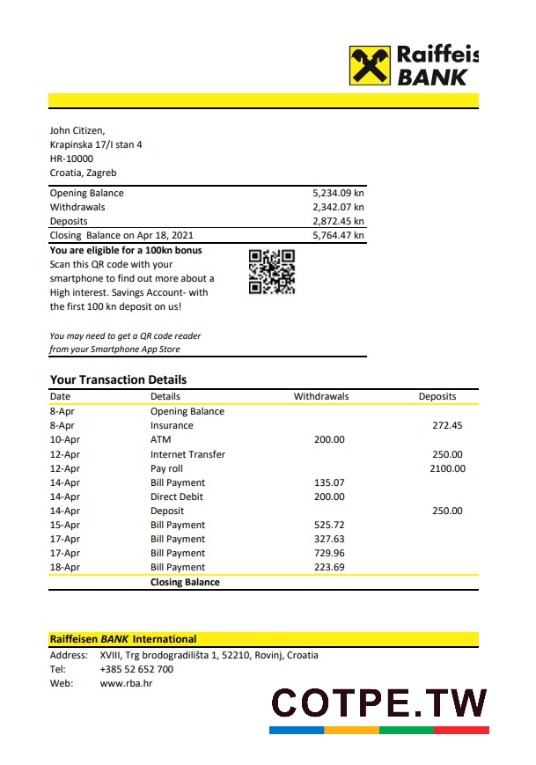 Raiffeis
BANK
John Citizen,
Krapinska 17/I stan 4
HR-10000
Croatia, Zagreb
Opening Balance 5,234.09 kn
Withdrawals 2,342.07 kn
Deposits 2,872.45 kn
Closing Balance on Apr 18, 2021 5,764.47 kn
You are eligible for a 100kn bonus
Scan this QR code with your
smartphone to find out more about a
High interest. Savings Account- with
the first 100 kn deposit on us!
You may need to get a QR code reader
from your Smartphone App Store
Your Transaction Details
Date Details Withdrawals Deposits
8-Apr Opening Balance
8-Apr Insurance 272.45
10-Apr ATM 200.00
12-Apr Internet Transfer 250.00
12-Apr Pay roll 2100.00
14-Apr Bill Payment 135.07
14-Apr Direct Debit 200.00
14-Apr Deposit 250.00
15-Apr Bill Payment 525.72
17-Apr Bill Payment 327.63
17-Apr Bill Payment 729.96
18-Apr Bill Payment 223.69
Closing Balance
Raiffeisen BANK International
Address: XVIII, Trg brodogradilišta 1, 52210, Rovinj, Croatia
Tel: +385 52 652 700
Web: www.rba.hr
COTPE.TW